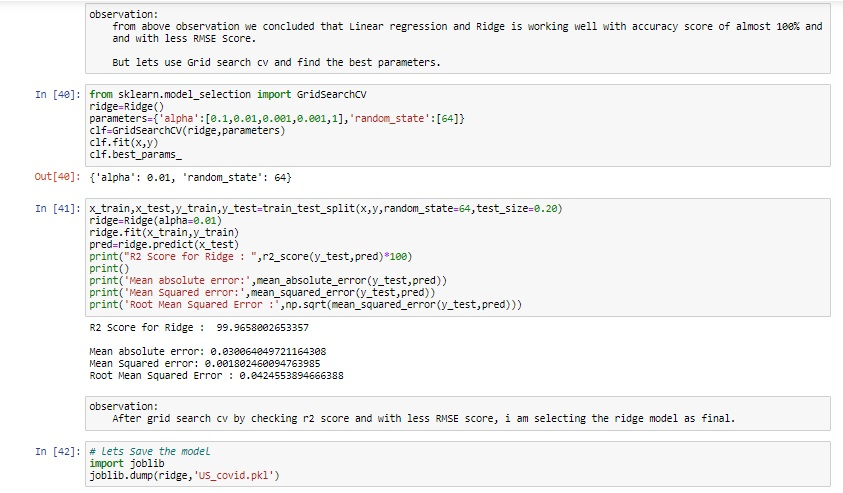 observation:
from above observation we concluded that Linear regression and Ridge is working well with accuracy score of almost 100% and
and with less RMSE Score.
But lets use Grid search cv and find the best parameters.
In [40]: from sklearn.model_selection import GridSearchCV
ridge=Ridge()
parameters={'alpha':[0.1,0.01,0.001,0.001,1],'random_state':[64]}
clf=GridSearchCV(ridge,parameters)
clf.fit(x,y)
clf.best_params_
Out[40]: {'alpha': 0.01, 'random_state': 64}
In [41]: x_train,x_test,y_train,y_test=train_test_split(x,y,random_state=64,test_size=0.20)
ridge=Ridge(alpha=0.01)
ridge.fit(x_train,y_train)
pred=ridge.predict(x_test)
print("R2 Score for Ridge : ",r2_score(y_test,pred)*100)
print()
print('Mean absolute error:',mean_absolute_error(y_test,pred))
print('Mean Squared error:',mean_squared_error(y_test,pred))
print('Root Mean Squared Error :',np.sqrt(mean_squared_error(y_test,pred)))
R2 Score for Ridge :  99.9658002653357
Mean absolute error: 0.030064049721164308
Mean Squared error: 0.001802460094763985
Root Mean Squared Error : 0.0424553894666388
observation:
After grid search cv by checking r2 score and with less RMSE score, i am selecting the ridge model as final.
In [42]: # Lets Save the model
import joblib
joblib.dump(ridge,'US_covid.pkl')